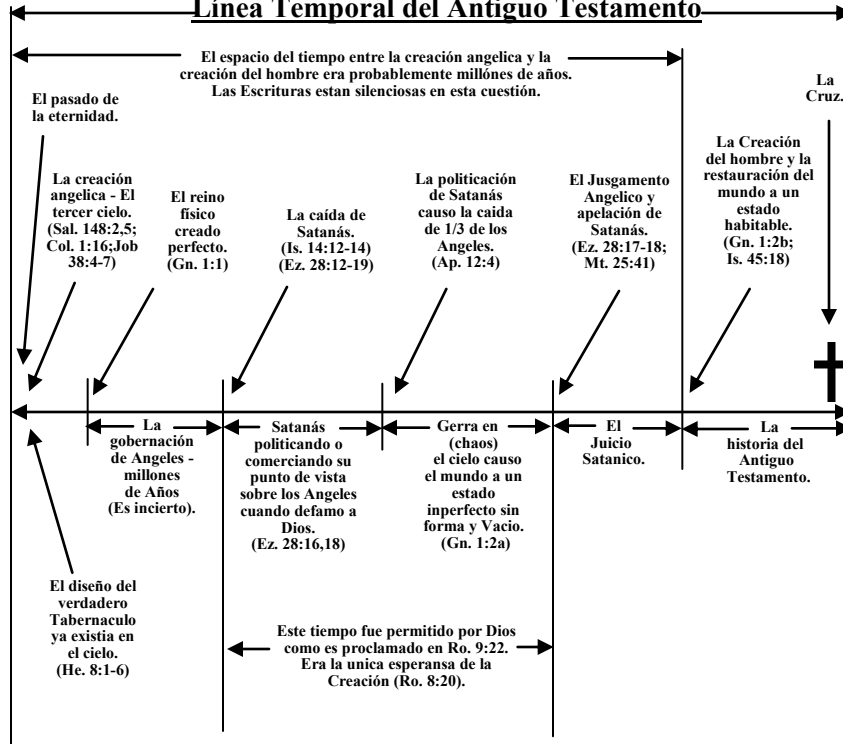 Línea Temporal del Antiguo Testamento
El espacio del tiempo entre la creación angelica y la
creación del hombre era probablemente millónes de años.
Las Escrituras estan silenciosas en esta cuestión.
La
Cruz.
El pasado de
la eternidad.
La creación
angelica - El
tercer cielo.
(Sal. 148:2,5;
Col. 1:16;Job
38:4-7)
El reino
físico
creado
perfecto.
(Gn. 1:1)
La caída de
Satanás.
(Is. 14:12-14)
(Ez. 28:12-19)
La politicación
de Satanás
causo la caida
de 1/3 de los
Angeles.
(Ap. 12:4)
El Jusgamento
Angelico y
apelación de
Satanás.
(Ez. 28:17-18;
Mt. 25:41)
La Creación
del hombre y la
restauración del
mundo a un
estado
habitable.
(Gn. 1:2b;
Is. 45:18)
La
gobernación
de Angeles -
millones
de Años
(Es incierto).
Satanás
politicando o
comerciando su
punto de vista
sobre los Angeles
cuando defamo a
Dios.
(Ez. 28:16,18)
Gerra en
(chaos)
el cielo causo
el mundo a un
estado
inperfecto sin
forma y Vacio.
(Gn. 1:2a)
El
Juicio
Satanico.
La
historia del
Antiguo
Testamento.
El diseño del
verdadero
Tabernaculo
ya existia en
el cielo.
(He. 8:1-6)
Este tiempo fue permitido por Dios
como es proclamado en Ro. 9:22.
Era la unica esperansa de la
Creación (Ro. 8:20).